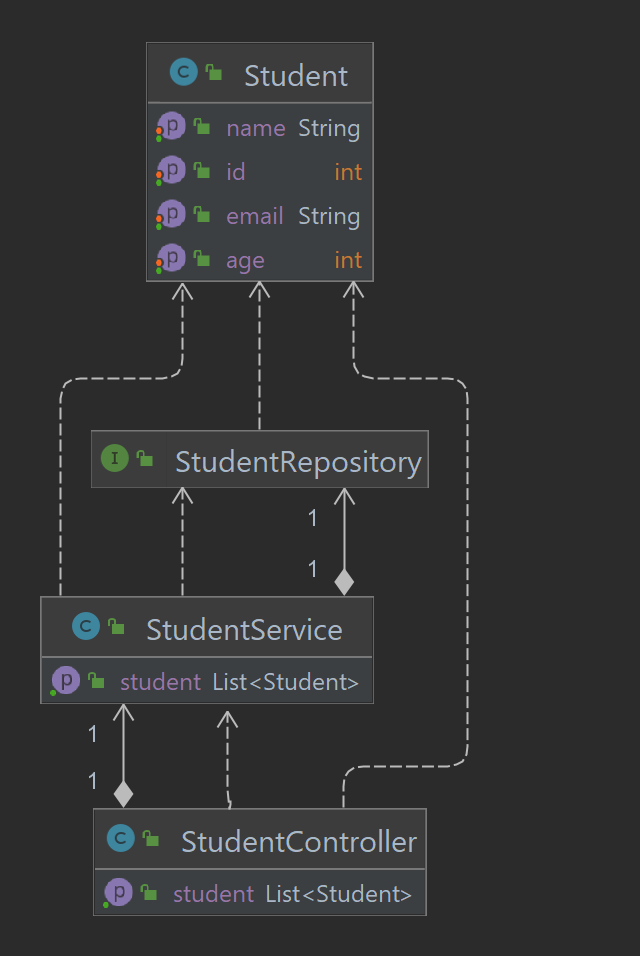 C Student
p name String
p id int
p email String
p age int
I StudentRepository
1
1
C StudentService
p student List<Student>
1
1
C StudentController
p student List<Student>